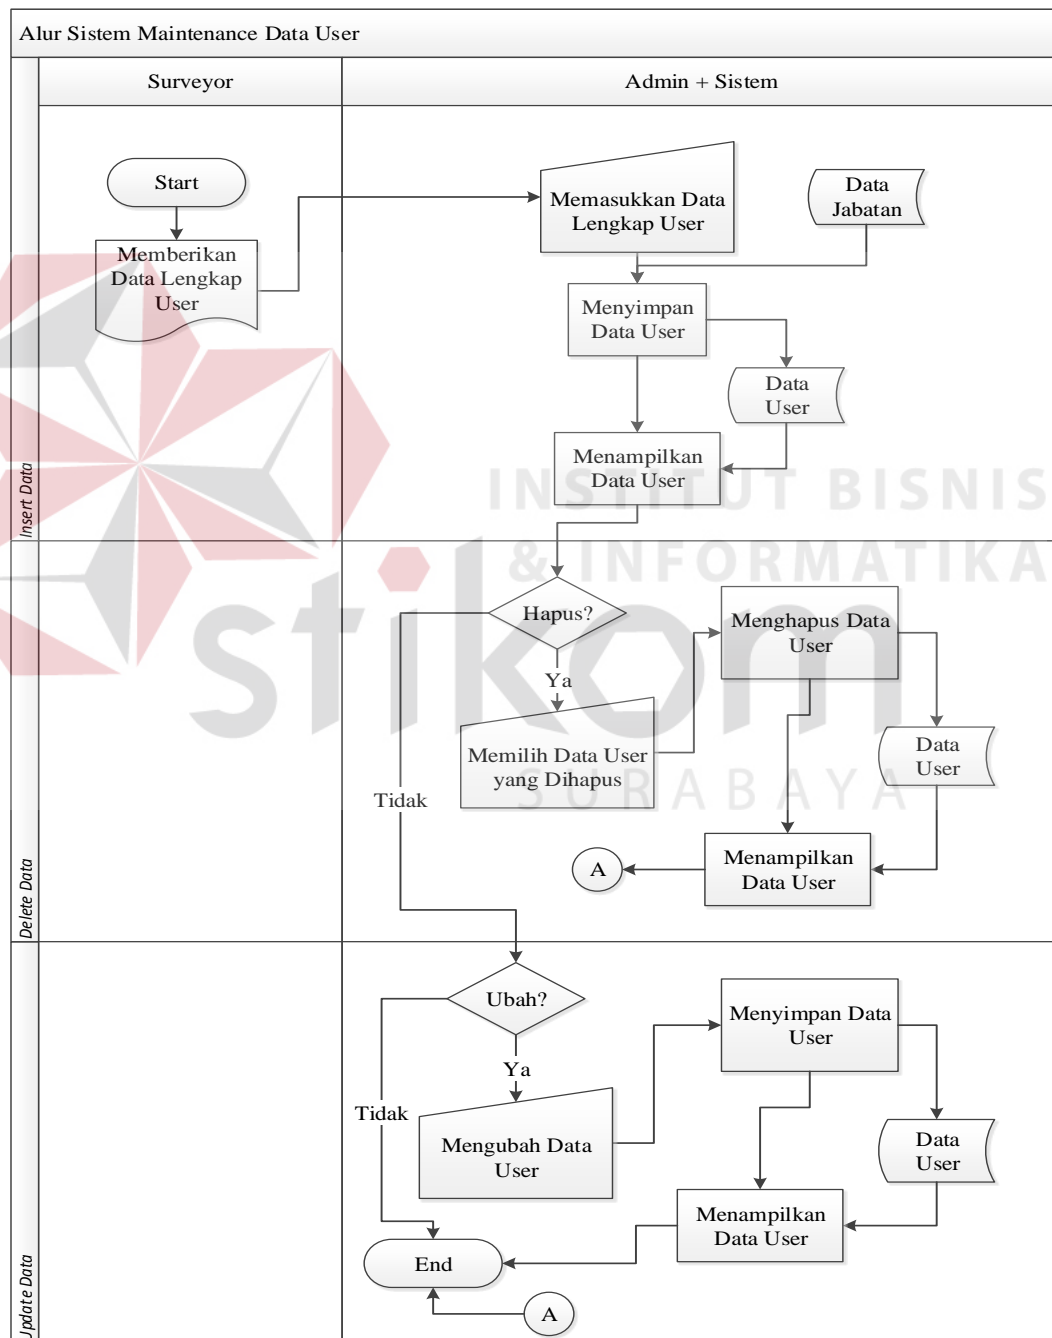 Alur Sistem Maintenance Data User
Surveyor
Admin + Sistem
Insert Data
Start
Memberikan
Data Lengkap
User
Memasukkan Data
Lengkap User
Data
Jabatan
Menyimpan
Data User
Data
User
Menampilkan
Data User
INSTITUT BISNIS
& INFORMATIKA
stikom
SURABAYA
Delete Data
Hapus?
Ya
Tidak
Memilih Data User
yang Dihapus
Menghapus Data
User
Data
User
Menampilkan
Data User
A
Update Data
Ubah?
Ya
Tidak
Mengubah Data
User
Menyimpan Data
User
Data
User
Menampilkan
Data User
End
A